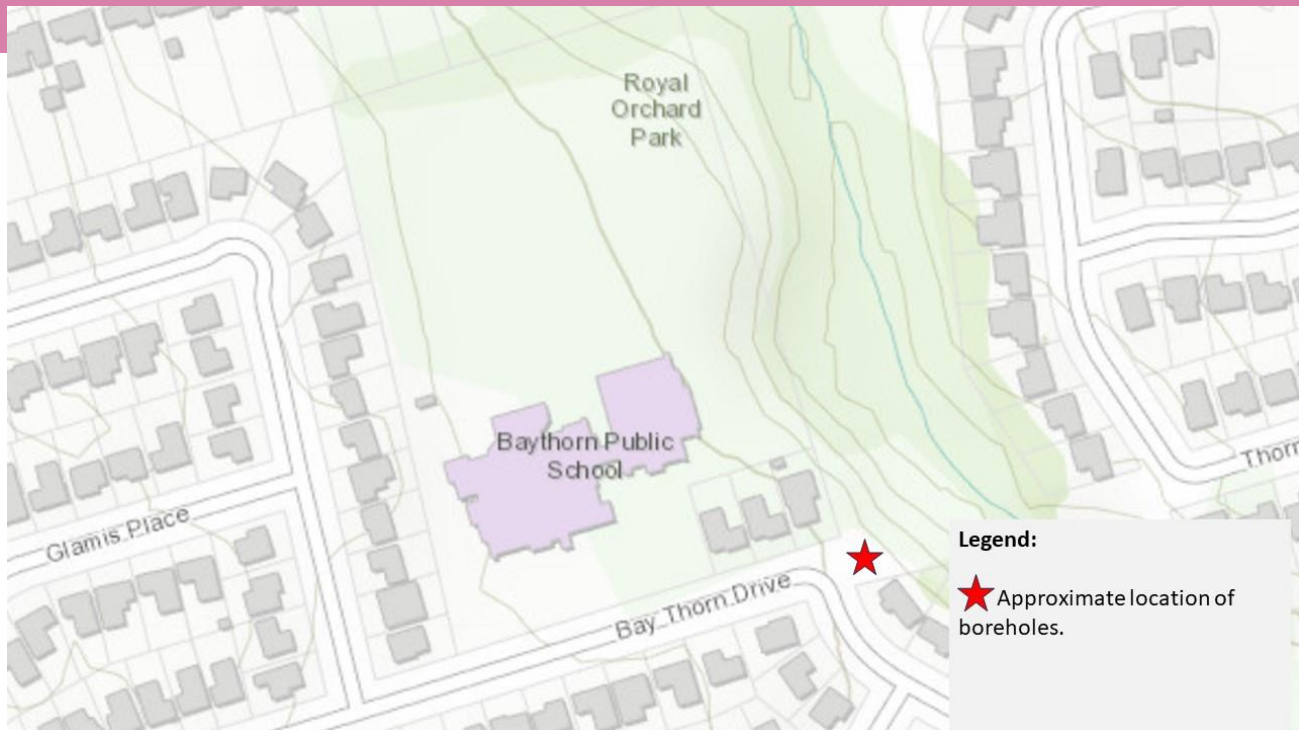 Royal
Orchard
Park
Baythorn Public
School
Thorn
Glamis Place
Bay Thorn Drive
Legend:
Approximate location of
boreholes.